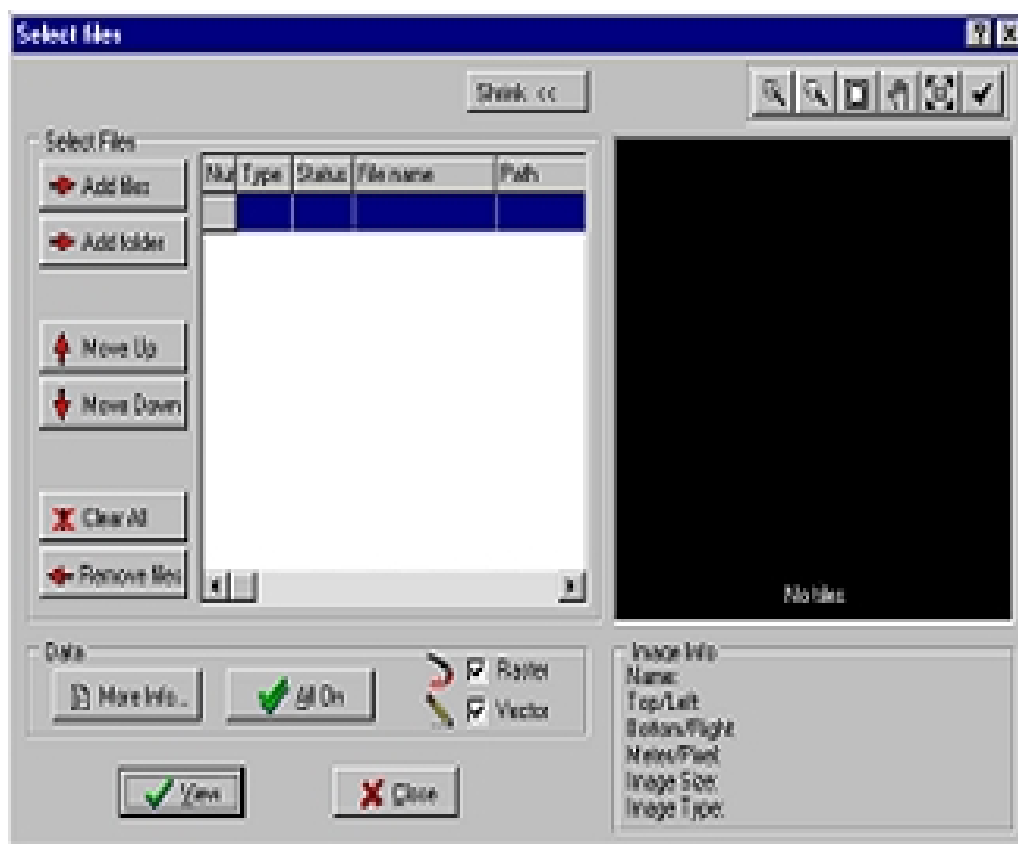 Select files
Shrink <<
Select Files
Add files
Add folder
Move Up
Move Down
Clear All
Remove files
Num Type Status File name Path
No files
Data
More Info...
All On
Raster
Vector
View
Close
Image Info
Name:
Top/Left:
Bottom/Right:
Metes/Pixel:
Image Size:
Image Type: